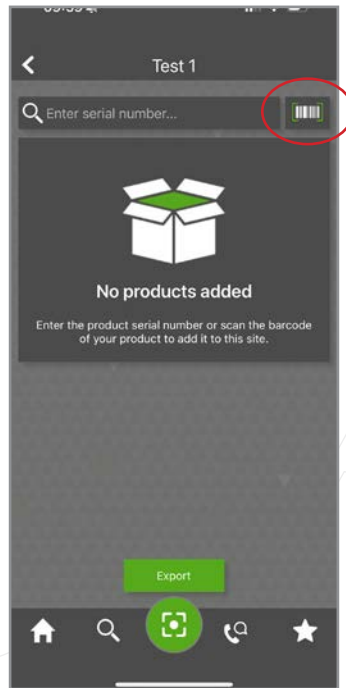 Test 1
Enter serial number...
No products added
Enter the product serial number or scan the barcode
of your product to add it to this site.
Export